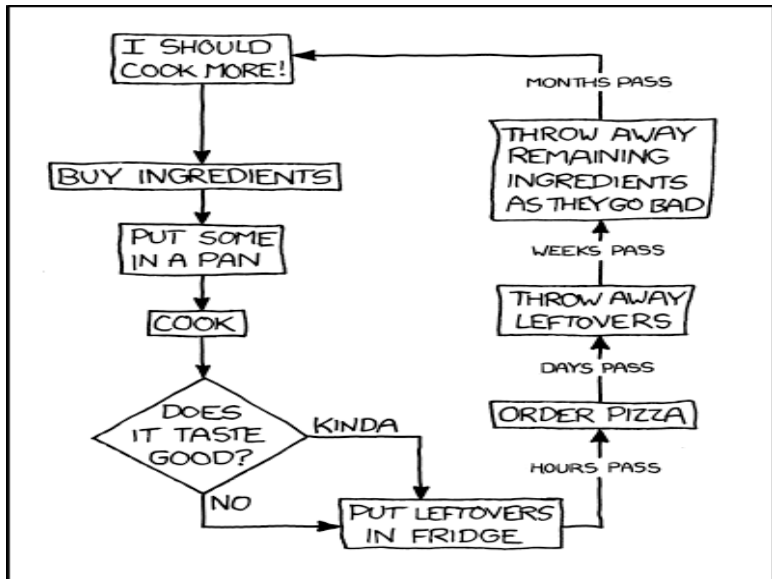 I SHOULD
COOK MORE!
BUY INGREDIENTS
PUT SOME
IN A PAN
COOK
DOES
IT TASTE
GOOD?
KINDA
NO
PUT LEFTOVERS
IN FRIDGE
HOURS PASS
ORDER PIZZA
DAYS PASS
THROW AWAY
LEFTOVERS
WEEKS PASS
THROW AWAY
REMAINING
INGREDIENTS
AS THEY GO BAD
MONTHS PASS